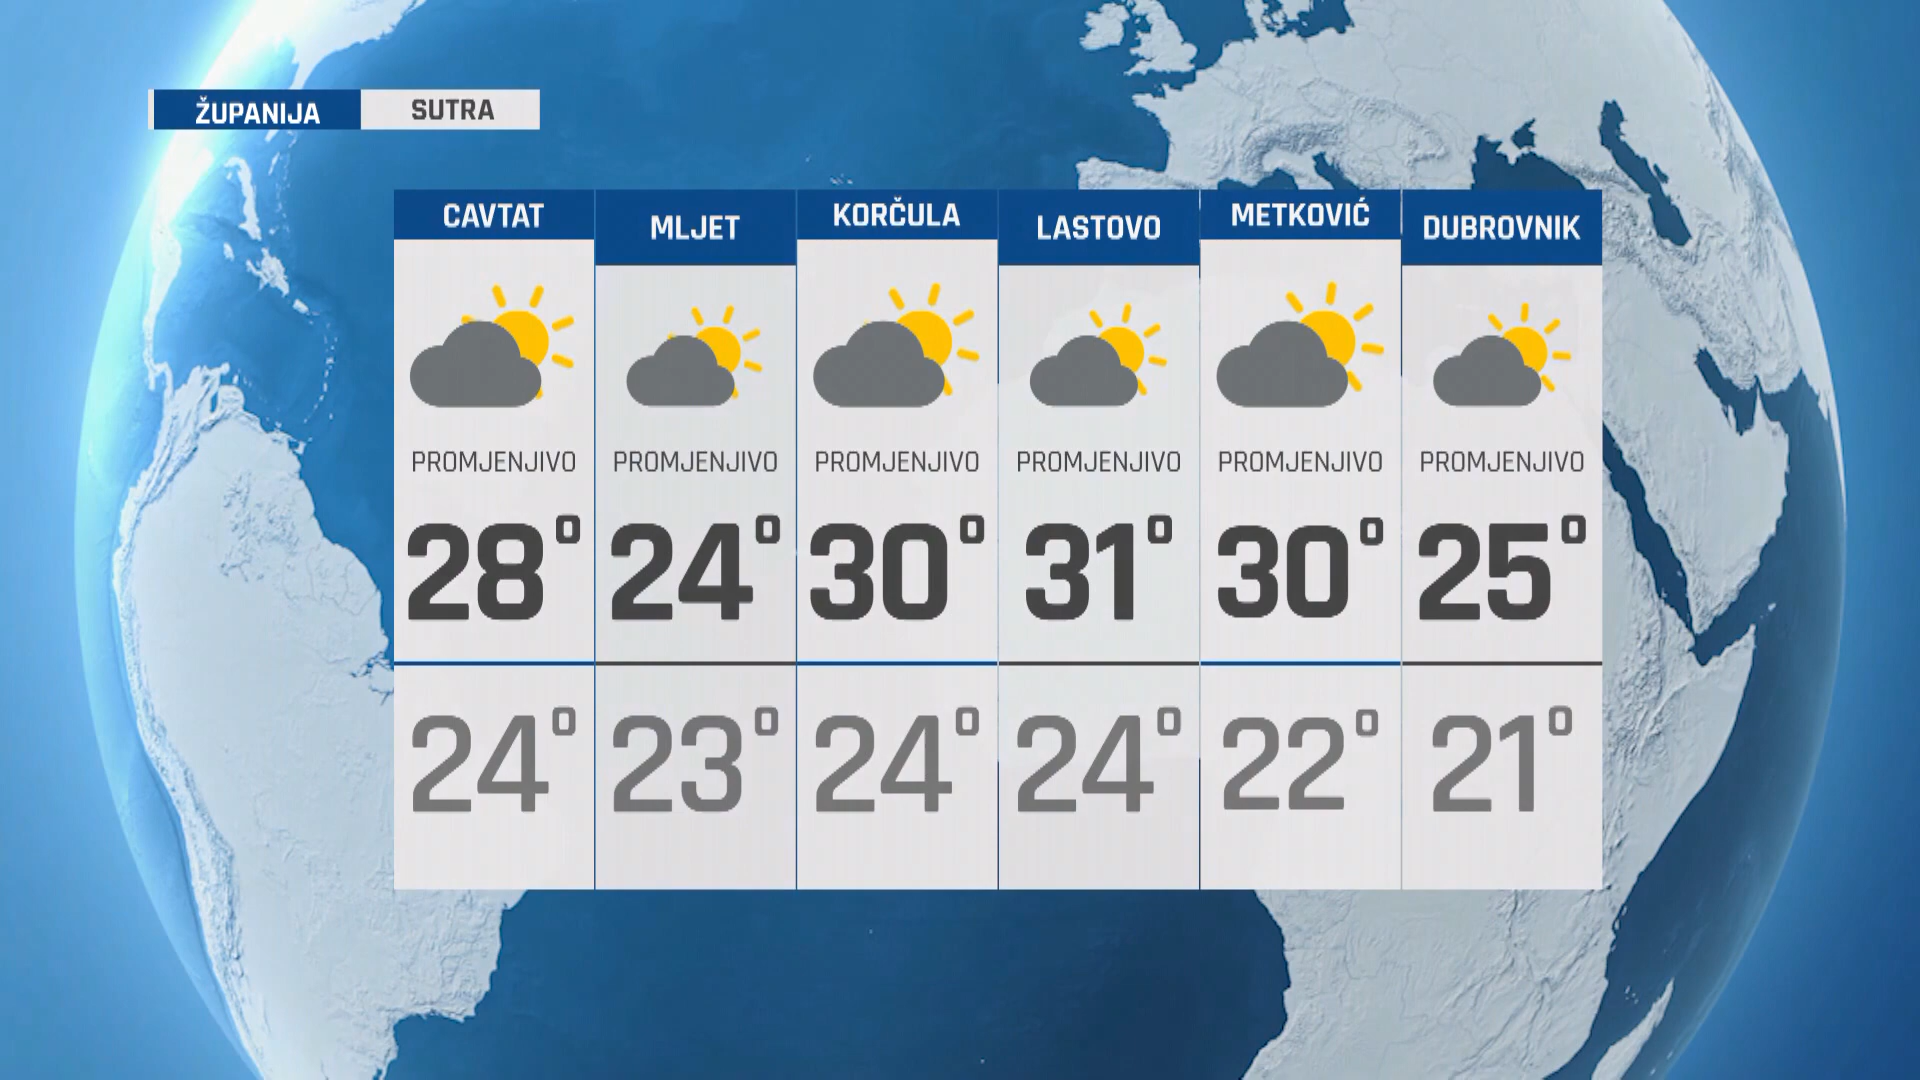 ŽUPANIJA SUTRA
CAVTAT MLJET KORČULA LASTOVO METKOVIĆ DUBROVNIK
PROMJENJIVO PROMJENJIVO PROMJENJIVO PROMJENJIVO PROMJENJIVO PROMJENJIVO
28° 24° 30° 31° 30° 25°
24° 23° 24° 24° 22° 21°